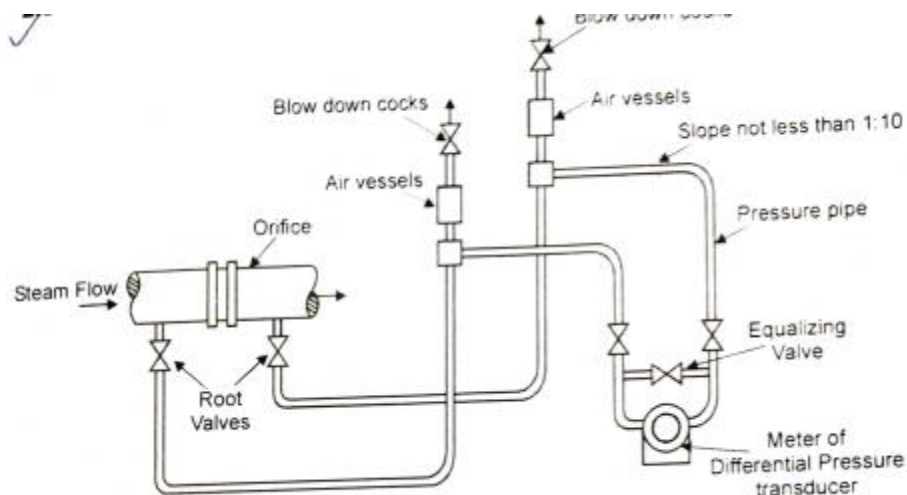 Blow down cocks
Blow down cocks
Air vessels
Slope not less than 1:10
Air vessels
Pressure pipe
Orifice
Steam Flow
Equalizing
Valve
Root
Valves
Meter of
Differential Pressure
transducer